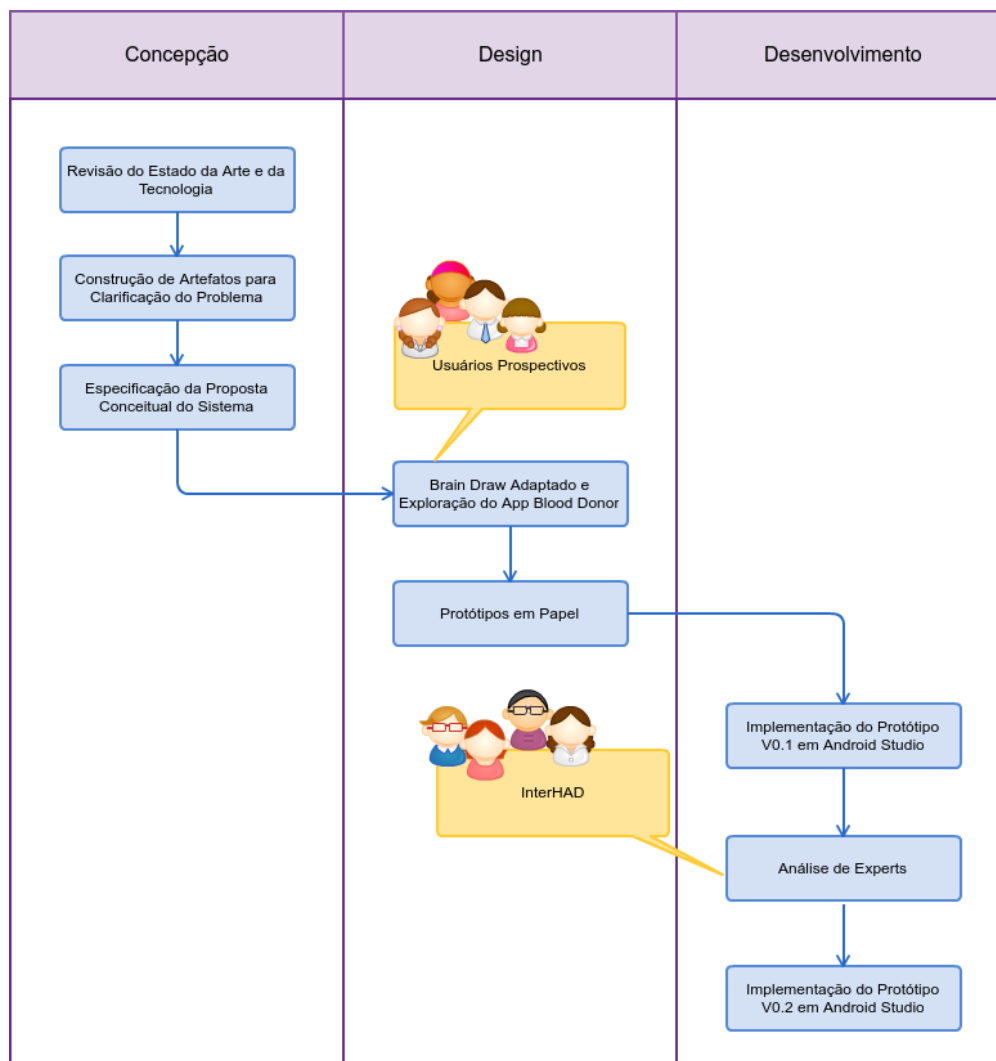 Concepção
Design
Desenvolvimento
Revisão do Estado da Arte e da
Tecnologia
Construção de Artefatos para
Clarificação do Problema
Especificação da Proposta
Conceitual do Sistema
Usuários Prospectivos
Brain Draw Adaptado e
Exploração do App Blood Donor
Protótipos em Papel
InterHAD
Implementação do Protótipo
V0.1 em Android Studio
Análise de Experts
Implementação do Protótipo
V0.2 em Android Studio